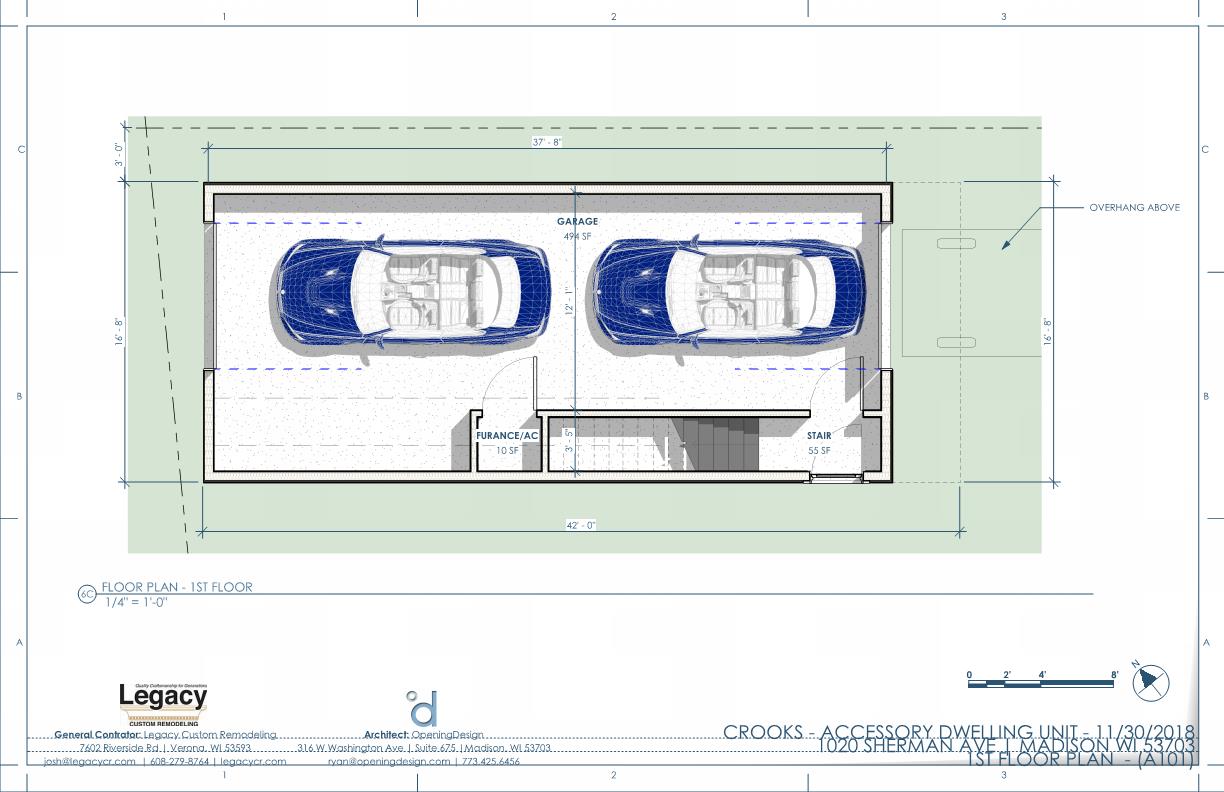 1 2 3
C C
37' - 8"
3' - 0"
OVERHANG ABOVE
GARAGE
494 SF
12' - 1"
16' - 8"
16' - 8"
B B
FURANCE/AC
10 SF
3' - 5"
STAIR
55 SF
42' - 0"
6C FLOOR PLAN - 1ST FLOOR
1/4" = 1'-0"
A A
0 2' 4' 8'
N
Quality Craftsmanship for Generations
Legacy
CUSTOM REMODELING
d
General Contrator: Legacy Custom Remodeling.
7602 Riverside Rd. | Verona, WI 53593
josh@legacycr.com | 608-279-8764 | legacycr.com
Architect: OpeningDesign
316 W Washington Ave. | Suite 675 |Madison, WI 53703
ryan@openingdesign.com | 773.425.6456
CROOKS - ACCESSORY DWELLING UNIT - 11/30/2018
1020 SHERMAN AVE | MADISON WI 53703
1ST FLOOR PLAN - (A101)
1 2 3